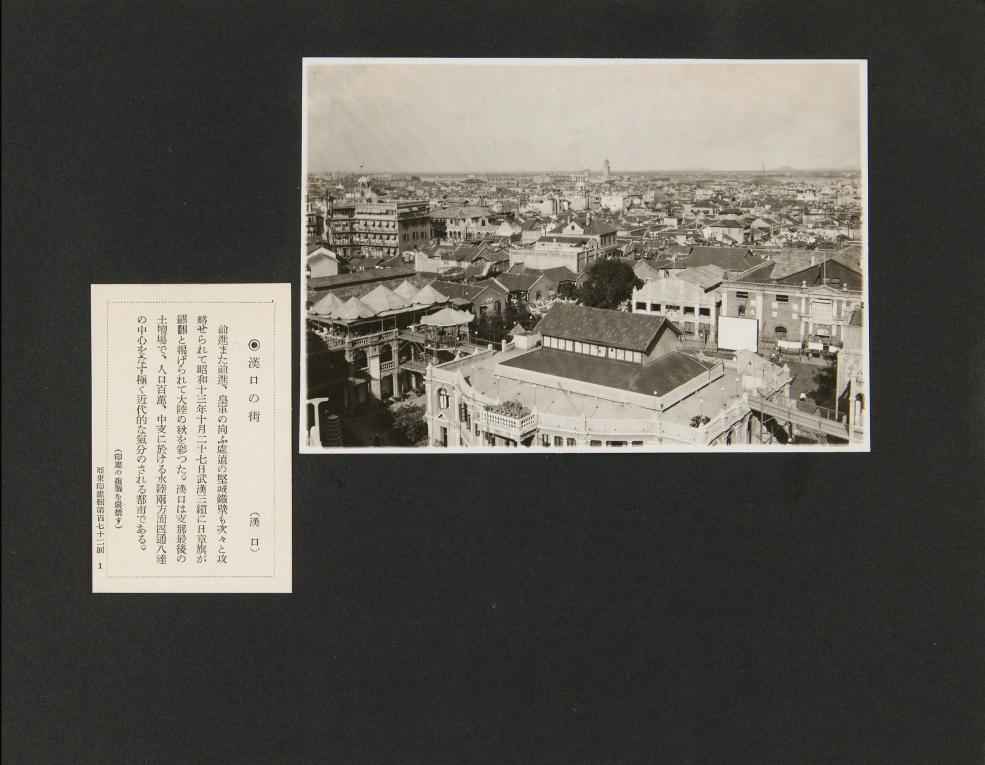 ◉漢口の街　（漢口）
前進また前進、皇軍の向ふ處遉の堅城鐵壁も次々と攻
略せられて昭和十三年十月二十七日武漢三鎭に日章旗が
翩翻と揭げられて大陸の秋を彩つた。漢口は支那最後の
土壇場で、人口百萬、中支に於ける水陸兩方面四通八達
の中心をなす極く近代的な氣分のされる都市である。
（印畫の複製を嚴禁す）
亞東印畫輯第百七十二回　1